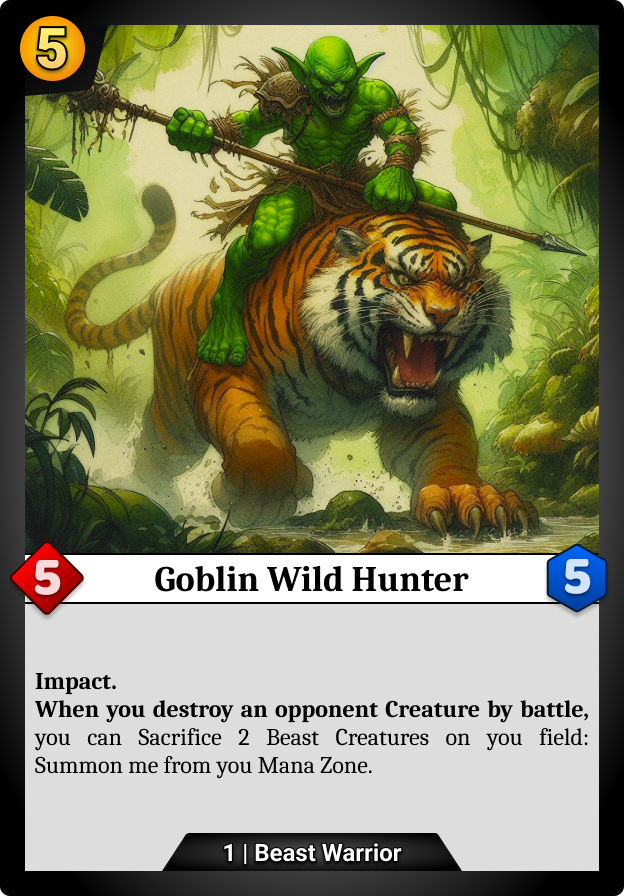 5
5
Goblin Wild Hunter
5
Impact.
When you destroy an opponent Creature by battle,
you can Sacrifice 2 Beast Creatures on you field:
Summon me from you Mana Zone.
1 | Beast Warrior